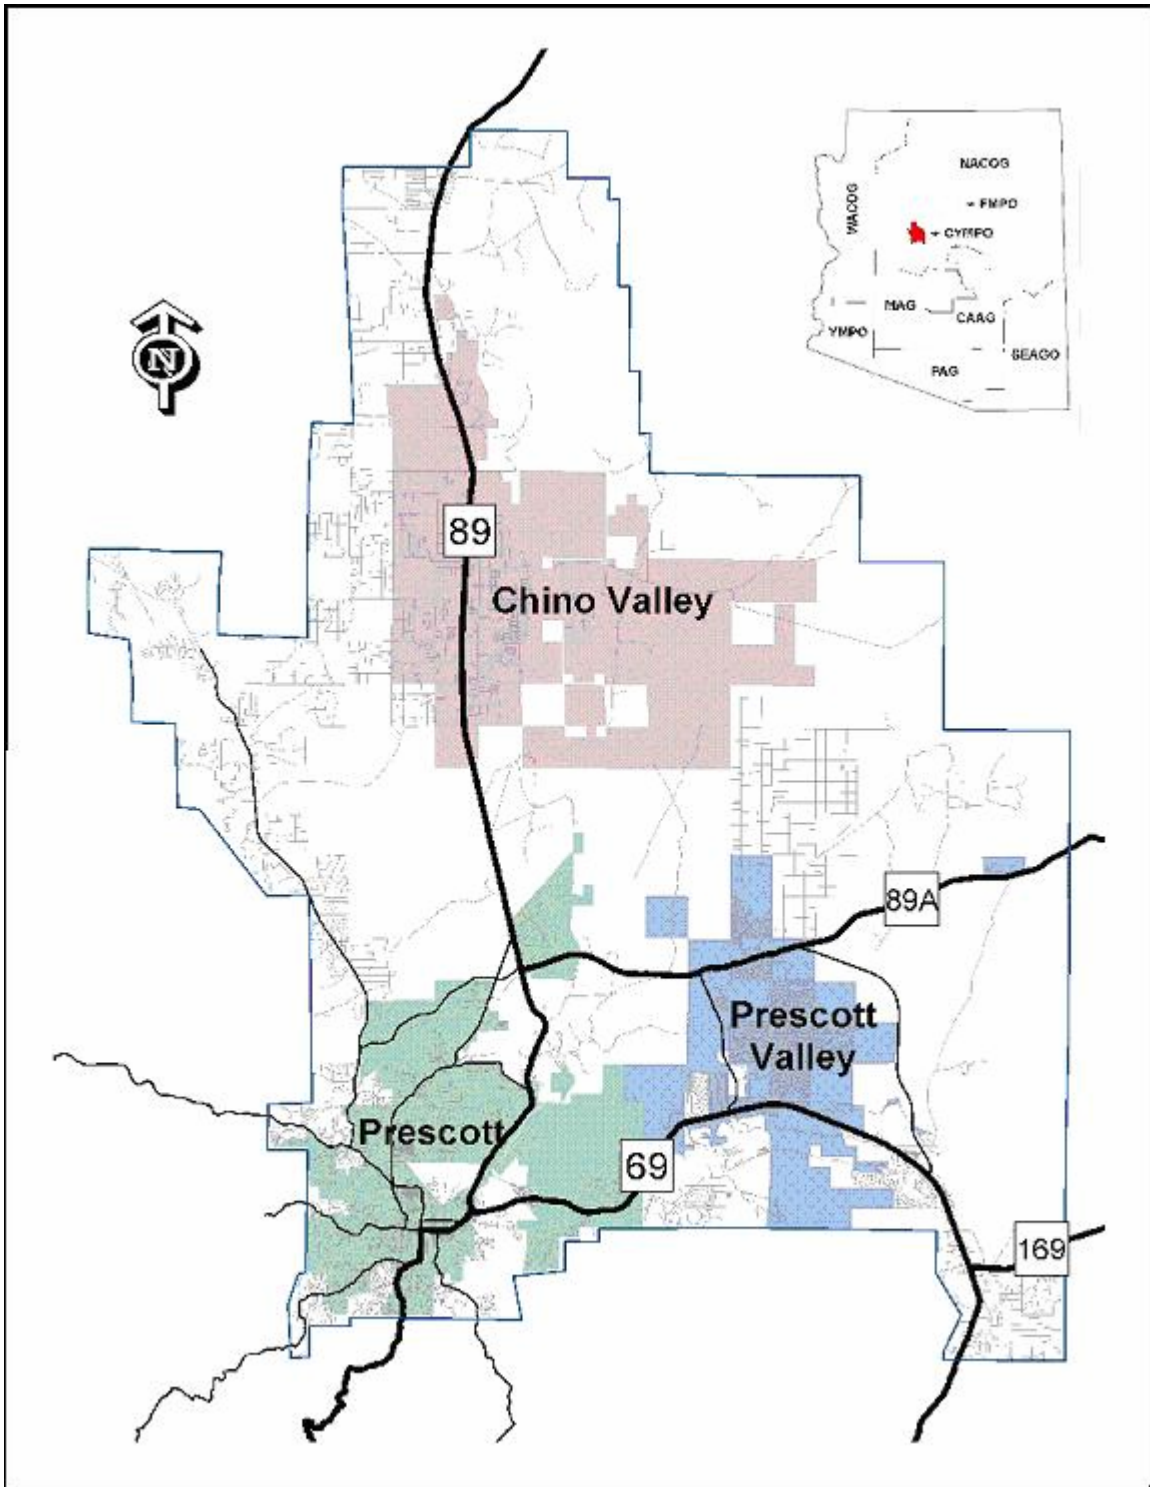 NACOG
WACOG
FMPO
CYMPO
MAG
CAAG
YMPO
SEAGO
PAG
N
89
Chino Valley
89A
Prescott
Valley
Prescott
69
169